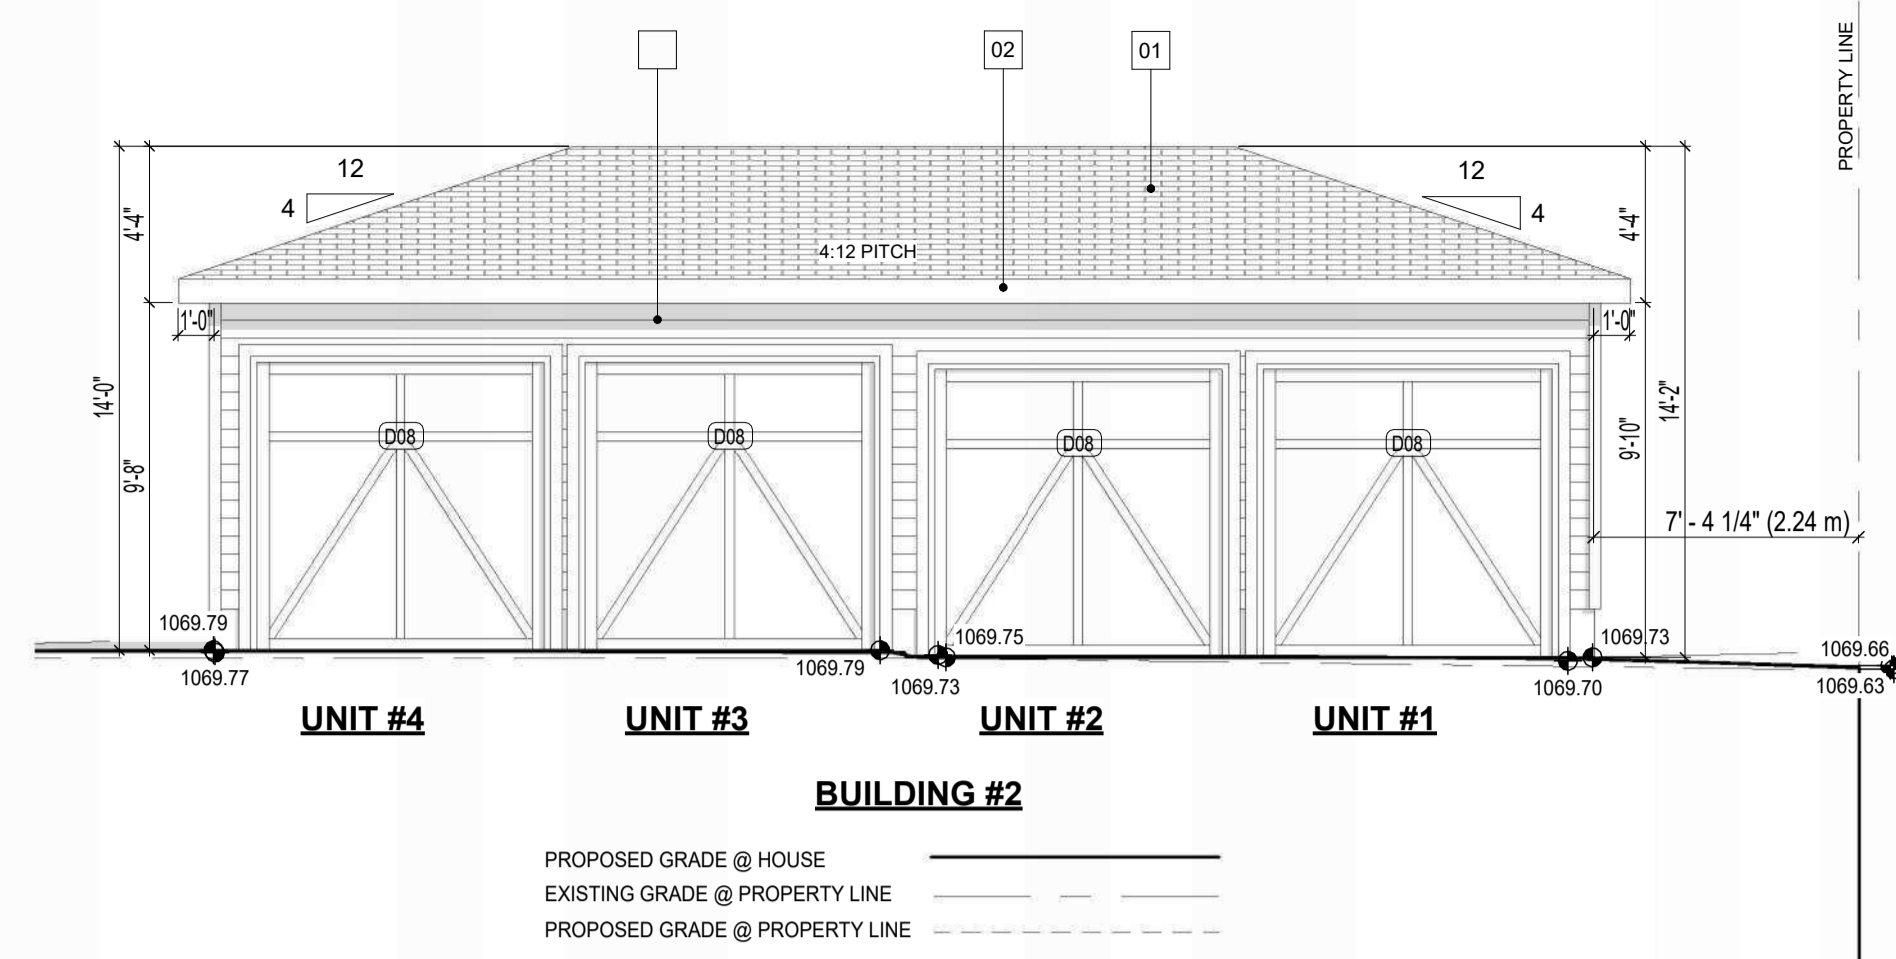 02
01
PROPERTY LINE
12
4
12
4
4'-4"
4'-4"
4:12 PITCH
1'-0"
1'-0"
14'-0"
9'-8"
14'-2"
9'-10"
D08
D08
D08
D08
7' - 4 1/4" (2.24 m)
1069.79
1069.75
1069.73
1069.66
1069.77
1069.79
1069.73
1069.70
1069.63
UNIT #4
UNIT #3
UNIT #2
UNIT #1
BUILDING #2
PROPOSED GRADE @ HOUSE
EXISTING GRADE @ PROPERTY LINE
PROPOSED GRADE @ PROPERTY LINE